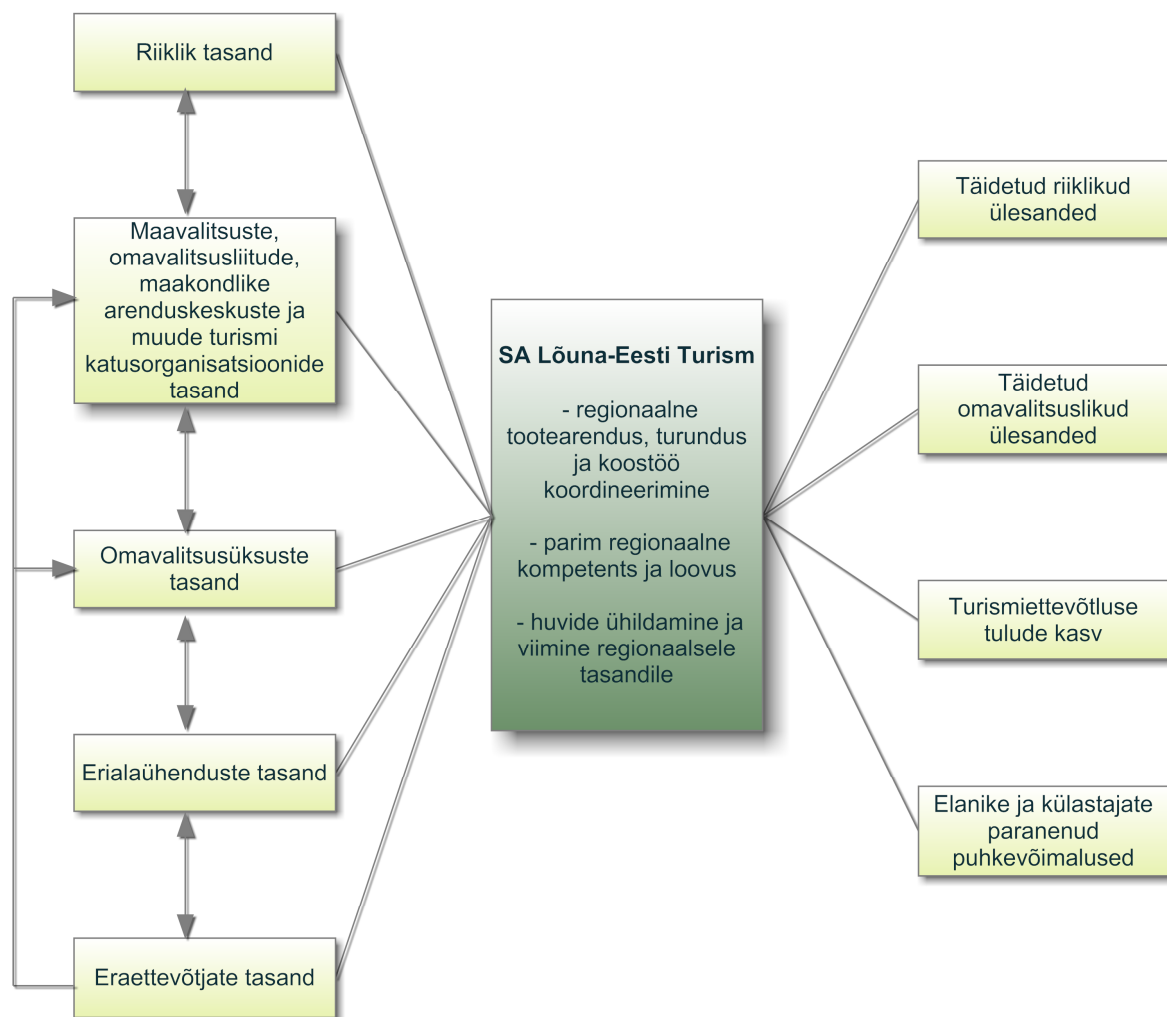 Riiklik tasand
Maavalitsuste,
omavalitsusliitude,
maakondlike
arenduskeskuste ja
muude turismi
katusorganisatsioonide
tasand
Omavalitsusüksuste
tasand
Erialaühenduste tasand
Eraettevõtjate tasand
SA Lõuna-Eesti Turism
- regionaalne
tootearendus, turundus
ja koostöö
koordineerimine
- parim regionaalne
kompetents ja loovus
- huvide ühildamine ja
viimine regionaalsele
tasandile
Täidetud riiklikud
ülesanded
Täidetud
omavalitsuslikud
ülesanded
Turismiettevõtluse
tulude kasv
Elanike ja külastajate
paranenud
puhkevõimalused